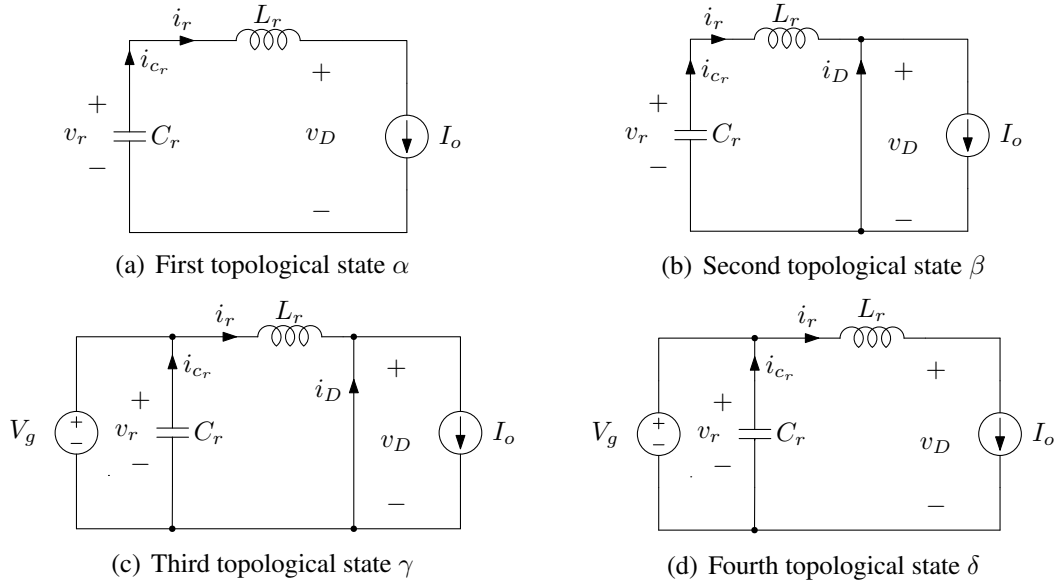 i_r L_r
i_{c_r}
+ v_r − C_r
+ v_D −
I_o
(a) First topological state α
i_r L_r
i_{c_r} i_D
+ v_r − C_r
+ v_D −
I_o
(b) Second topological state β
i_r L_r
i_{c_r} i_D
V_g + −
+ v_r − C_r
+ v_D −
I_o
(c) Third topological state γ
i_r L_r
i_{c_r}
V_g + −
+ v_r − C_r
+ v_D −
I_o
(d) Fourth topological state δ